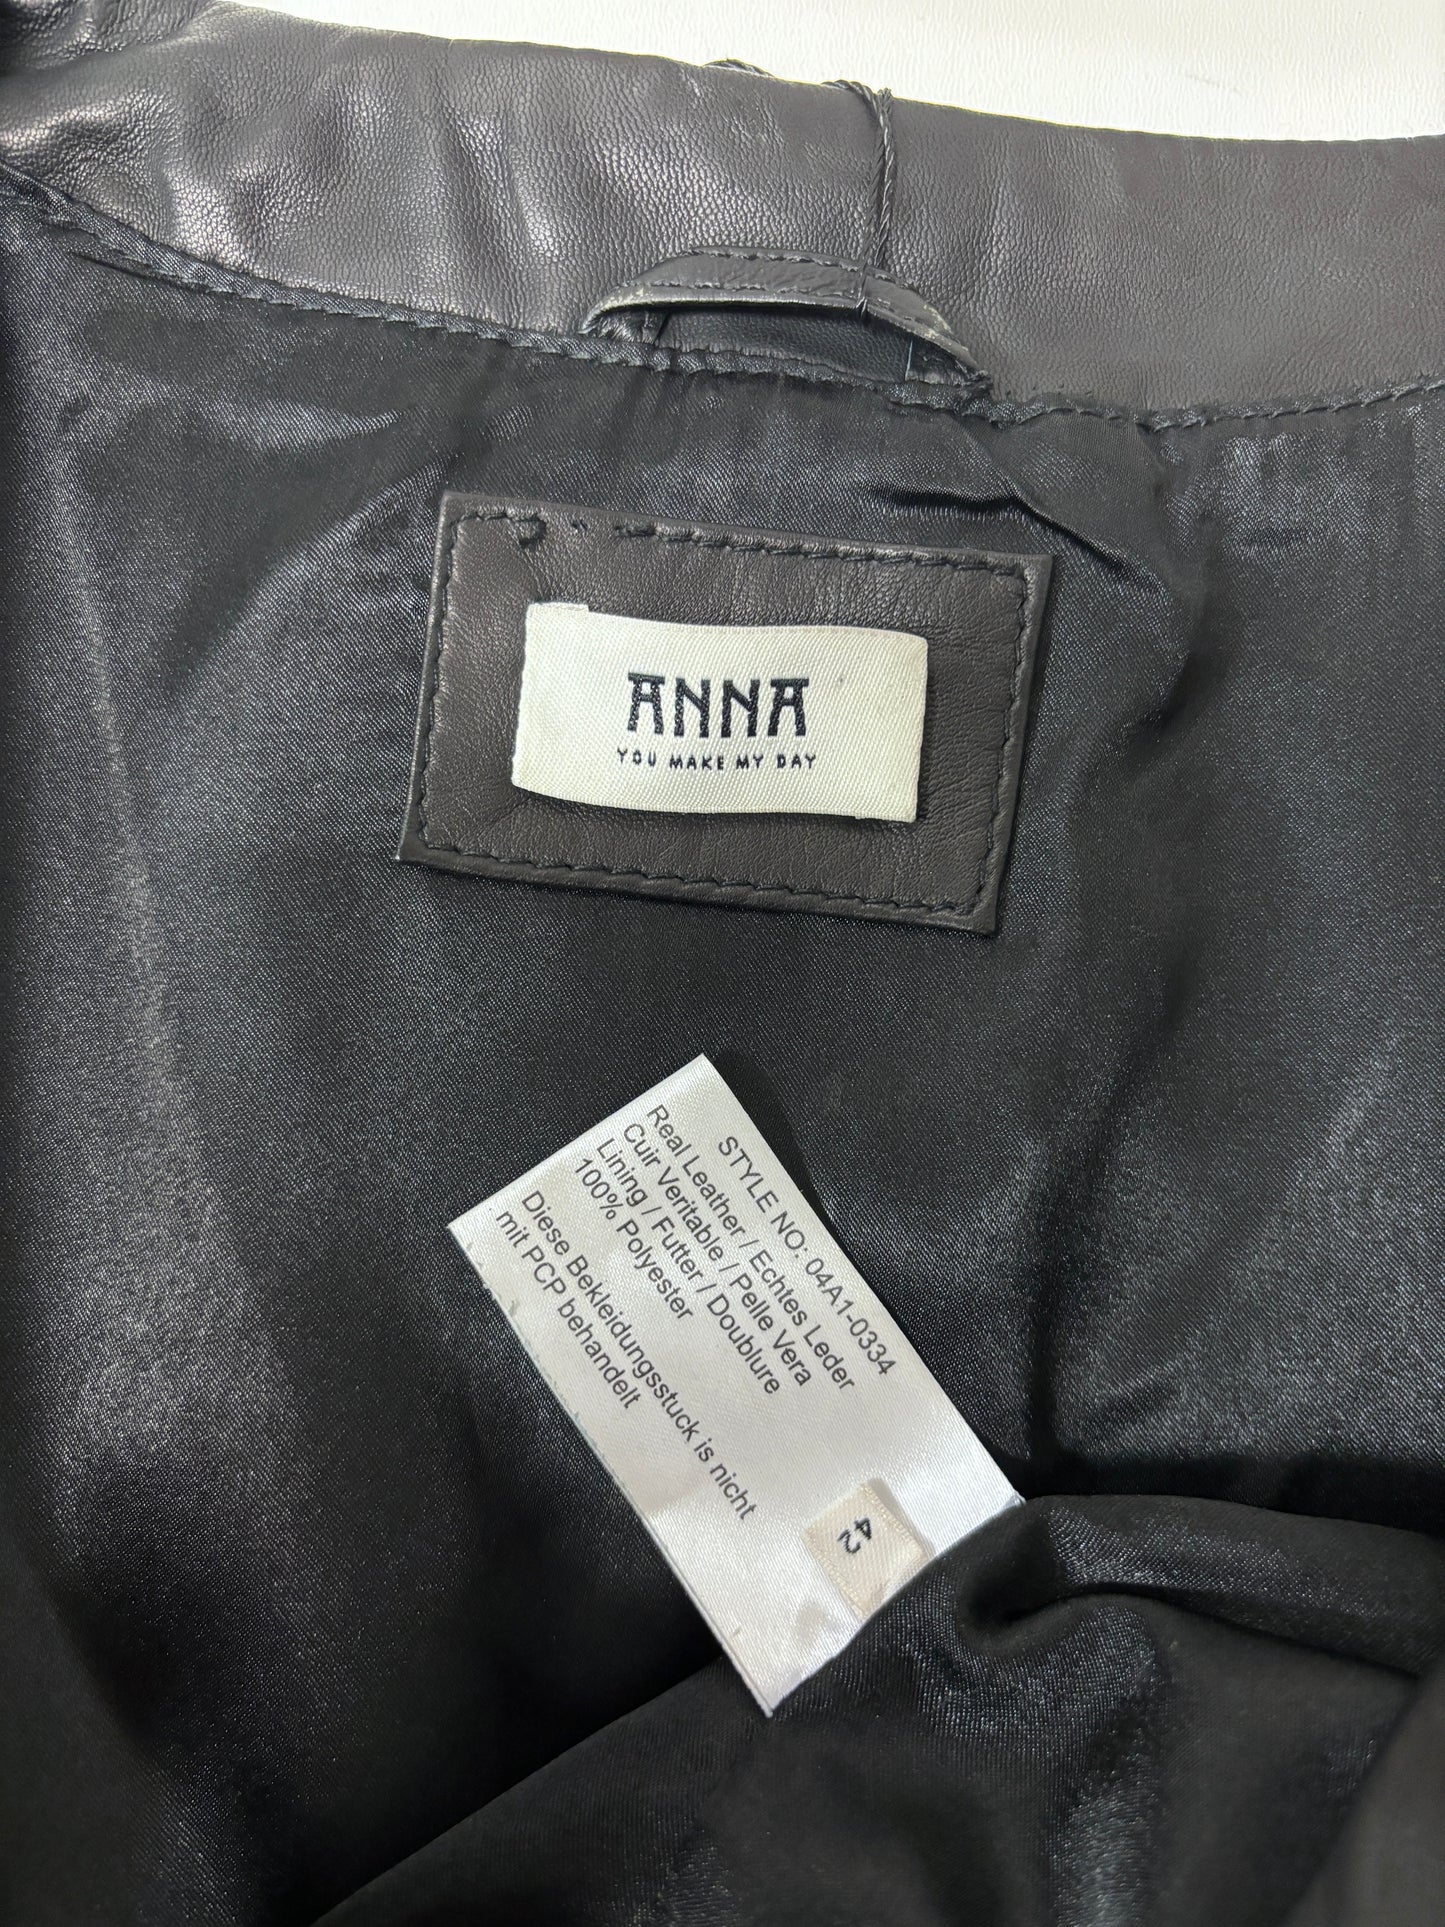 ANNA
YOU MAKE MY DAY
STYLE NO: 04A1-0334
Real Leather / Echtes Leder
Cuir Veritable / Pelle Vera
Lining / Futter / Doublure
100% Polyester
Diese Bekleidungsstuck is nicht
mit PCP behandelt
42